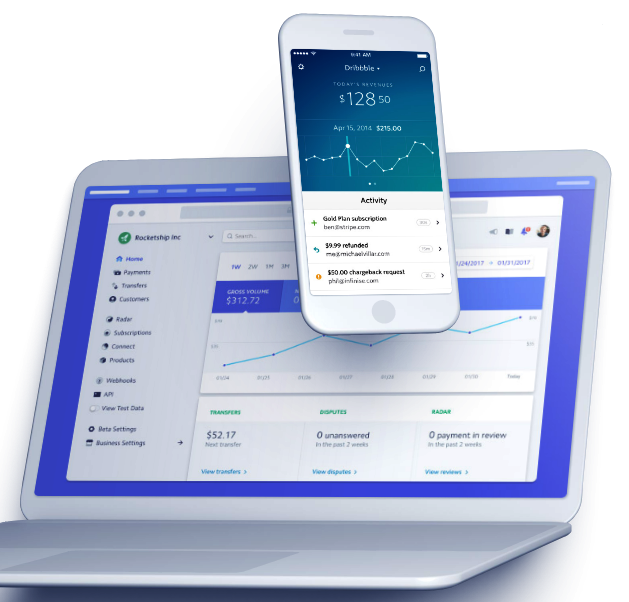 9:41 AM
Dribbble
TODAY'S REVENUES
$128 50
Apr 15, 2014 $215.00
Activity
Gold Plan subscription
ben@stripe.com
$9.99 refunded
me@michaelvillar.com
$50.00 chargeback request
phil@infinise.com
Rocketship Inc
Search...
Home
Payments
Transfers
Customers
Radar
Subscriptions
Connect
Products
Webhooks
API
View Test Data
Beta Settings
Business Settings
1W 2W 1M 3M
/24/2017 → 01/31/2017
GROSS VOLUME
$312.72
01/24 01/25 01/26 01/27 01/28 01/29 01/30 Today
TRANSFERS DISPUTES RADAR
$52.17 0 unanswered 0 payment in review
Next transfer In the past 2 weeks In the past 2 weeks
View transfers View disputes View reviews